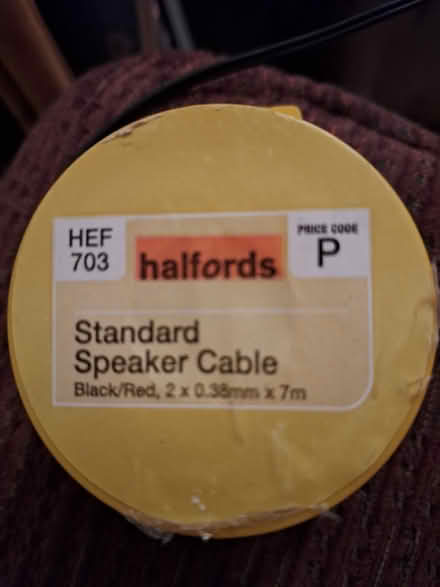 HEF
703
halfords
PRICE CODE
P
Standard
Speaker Cable
Black/Red, 2 x 0.38mm x 7m